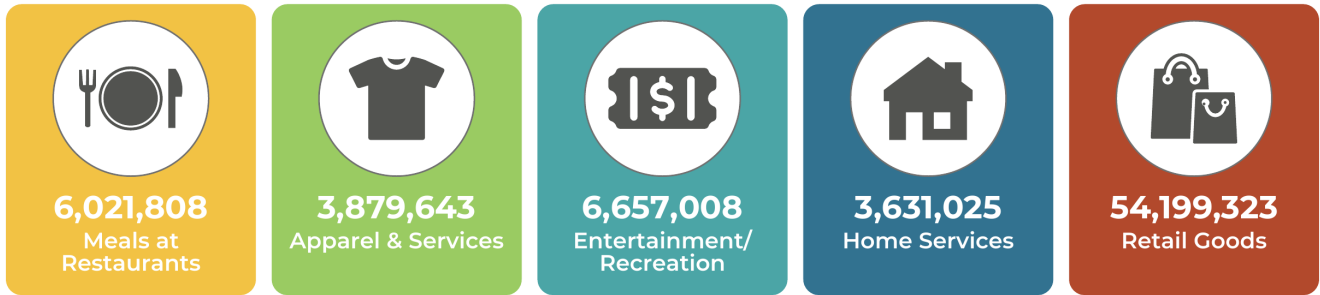 6,021,808
Meals at
Restaurants
3,879,643
Apparel & Services
$
6,657,008
Entertainment/
Recreation
3,631,025
Home Services
54,199,323
Retail Goods